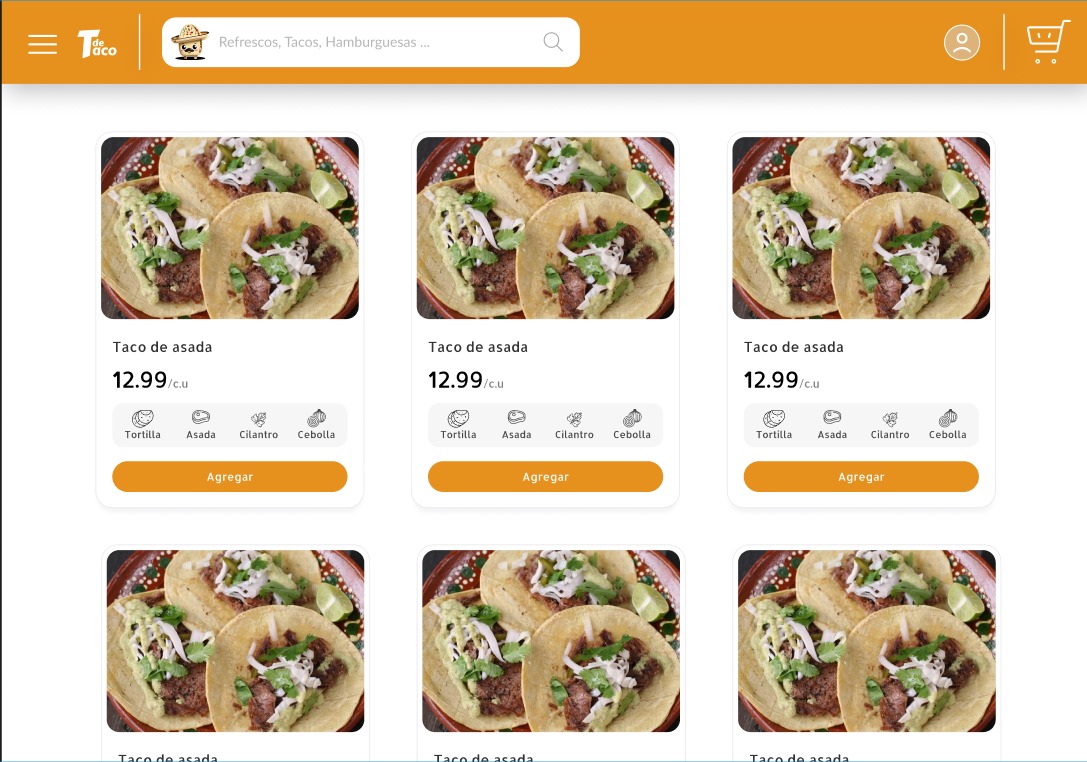 T de aco
Refrescos, Tacos, Hamburguesas ...
Taco de asada
Taco de asada
Taco de asada
12.99/c.u
12.99/c.u
12.99/c.u
Tortilla Asada Cilantro Cebolla
Tortilla Asada Cilantro Cebolla
Tortilla Asada Cilantro Cebolla
Agregar
Agregar
Agregar
Taco de asada
Taco de asada
Taco de asada